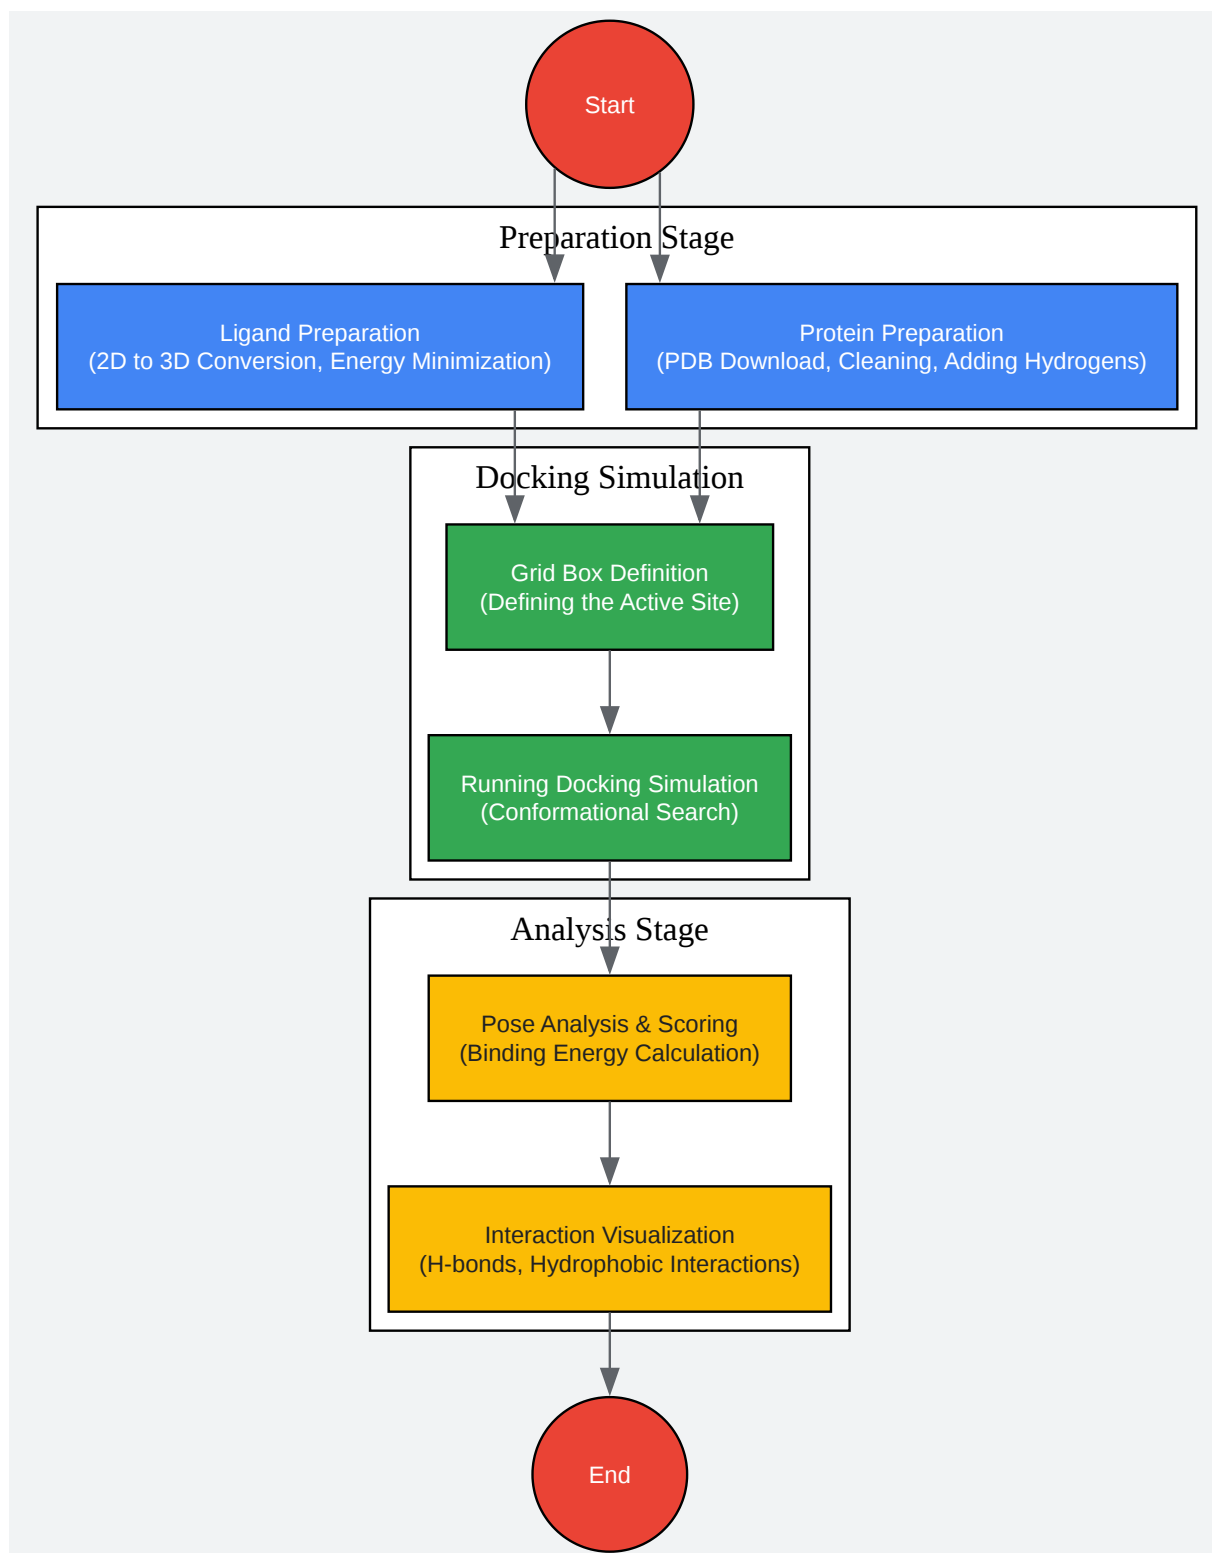 Start
Preparation Stage
Ligand Preparation
(2D to 3D Conversion, Energy Minimization)
Protein Preparation
(PDB Download, Cleaning, Adding Hydrogens)
Docking Simulation
Grid Box Definition
(Defining the Active Site)
Running Docking Simulation
(Conformational Search)
Analysis Stage
Pose Analysis & Scoring
(Binding Energy Calculation)
Interaction Visualization
(H-bonds, Hydrophobic Interactions)
End